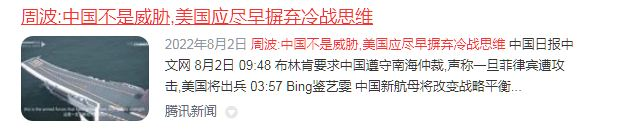 周波:中国不是威胁,美国应尽早摒弃冷战思维
2022年8月2日 周波:中国不是威胁,美国应尽早摒弃冷战思维 中国日报中
文网 8月2日 09:48 布林肯要求中国遵守南海仲裁,声称一旦菲律宾遭攻
击,美国将出兵 03:57 Bing鉴艺耍 中国新航母将改变战略平衡...
腾讯新闻